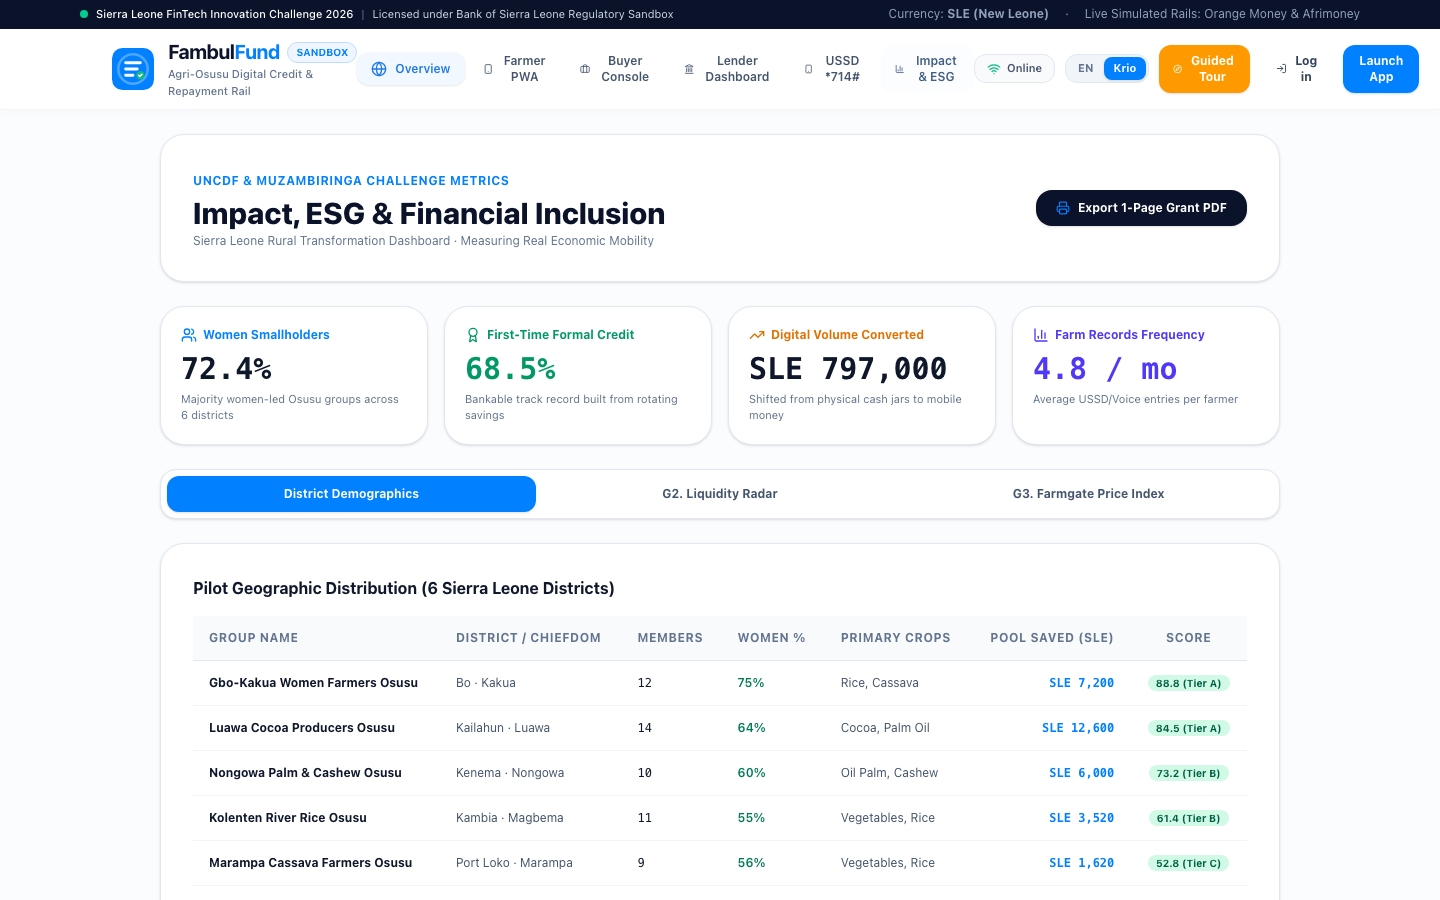 Sierra Leone FinTech Innovation Challenge 2026 | Licensed under Bank of Sierra Leone Regulatory Sandbox
Currency: SLE (New Leone) · Live Simulated Rails: Orange Money & Afrimoney
FambulFund SANDBOX
Agri-Osusu Digital Credit &
Repayment Rail
Overview
Farmer
PWA
Buyer
Console
Lender
Dashboard
USSD
*714#
Impact
& ESG
Online
EN Krio
Guided
Tour
Log
in
Launch
App
UNCDF & MUZAMBIRINGA CHALLENGE METRICS
Impact, ESG & Financial Inclusion
Sierra Leone Rural Transformation Dashboard · Measuring Real Economic Mobility
Export 1-Page Grant PDF
Women Smallholders
72.4%
Majority women-led Osusu groups across
6 districts
First-Time Formal Credit
68.5%
Bankable track record built from rotating
savings
Digital Volume Converted
SLE 797,000
Shifted from physical cash jars to mobile
money
Farm Records Frequency
4.8 / mo
Average USSD/Voice entries per farmer
District Demographics
G2. Liquidity Radar
G3. Farmgate Price Index
Pilot Geographic Distribution (6 Sierra Leone Districts)
GROUP NAME DISTRICT / CHIEFDOM MEMBERS WOMEN % PRIMARY CROPS POOL SAVED (SLE) SCORE
Gbo-Kakua Women Farmers Osusu Bo · Kakua 12 75% Rice, Cassava SLE 7,200 88.8 (Tier A)
Luawa Cocoa Producers Osusu Kailahun · Luawa 14 64% Cocoa, Palm Oil SLE 12,600 84.5 (Tier A)
Nongowa Palm & Cashew Osusu Kenema · Nongowa 10 60% Oil Palm, Cashew SLE 6,000 73.2 (Tier B)
Kolenten River Rice Osusu Kambia · Magbema 11 55% Vegetables, Rice SLE 3,520 61.4 (Tier B)
Marampa Cassava Farmers Osusu Port Loko · Marampa 9 56% Vegetables, Rice SLE 1,620 52.8 (Tier C)